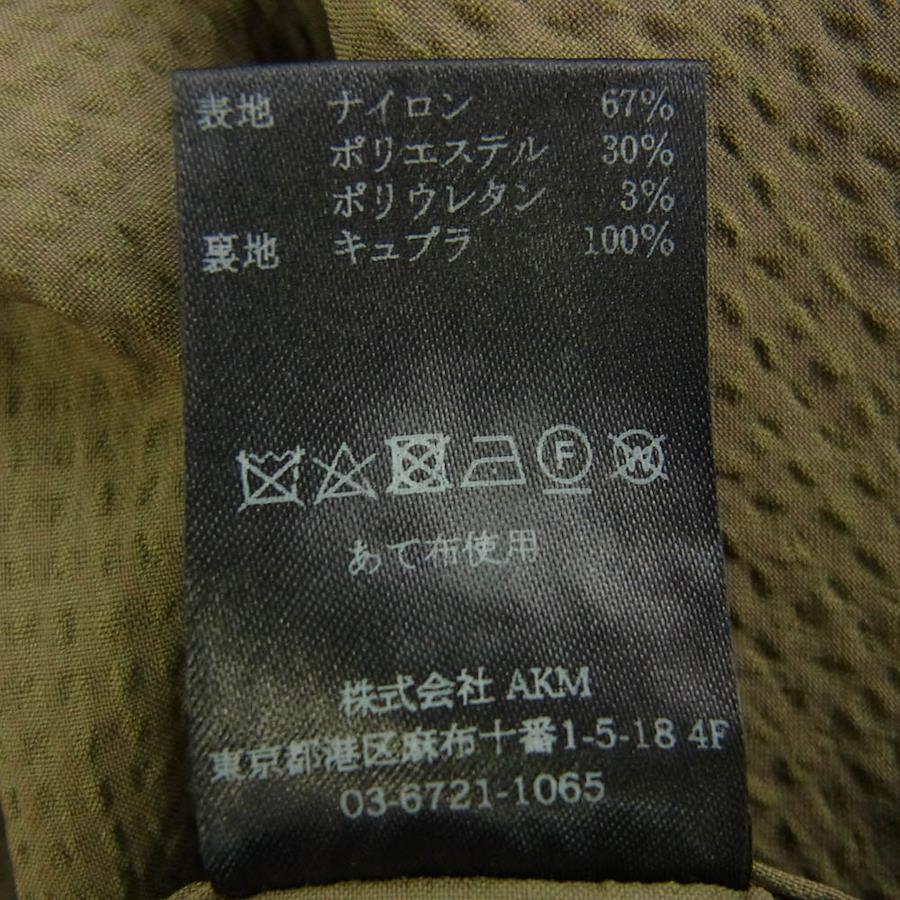 表地 ナイロン 67%
ポリエステル 30%
ポリウレタン 3%
裏地 キュプラ 100%
F W
あて布使用
株式会社 AKM
東京都港区麻布十番1-5-18 4F
03-6721-1065